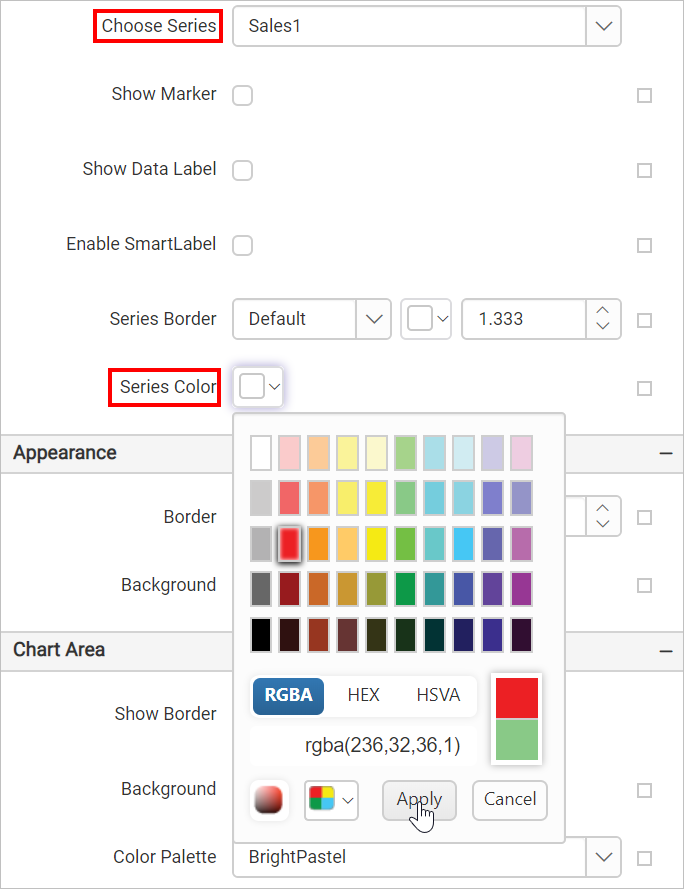 Choose Series Sales1
Show Marker
Show Data Label
Enable SmartLabel
Series Border Default 1.333
Series Color
Appearance
Border
Background
Chart Area
RGBA HEX HSVA
Show Border
rgba(236,32,36,1)
Background
Apply Cancel
Color Palette BrightPastel